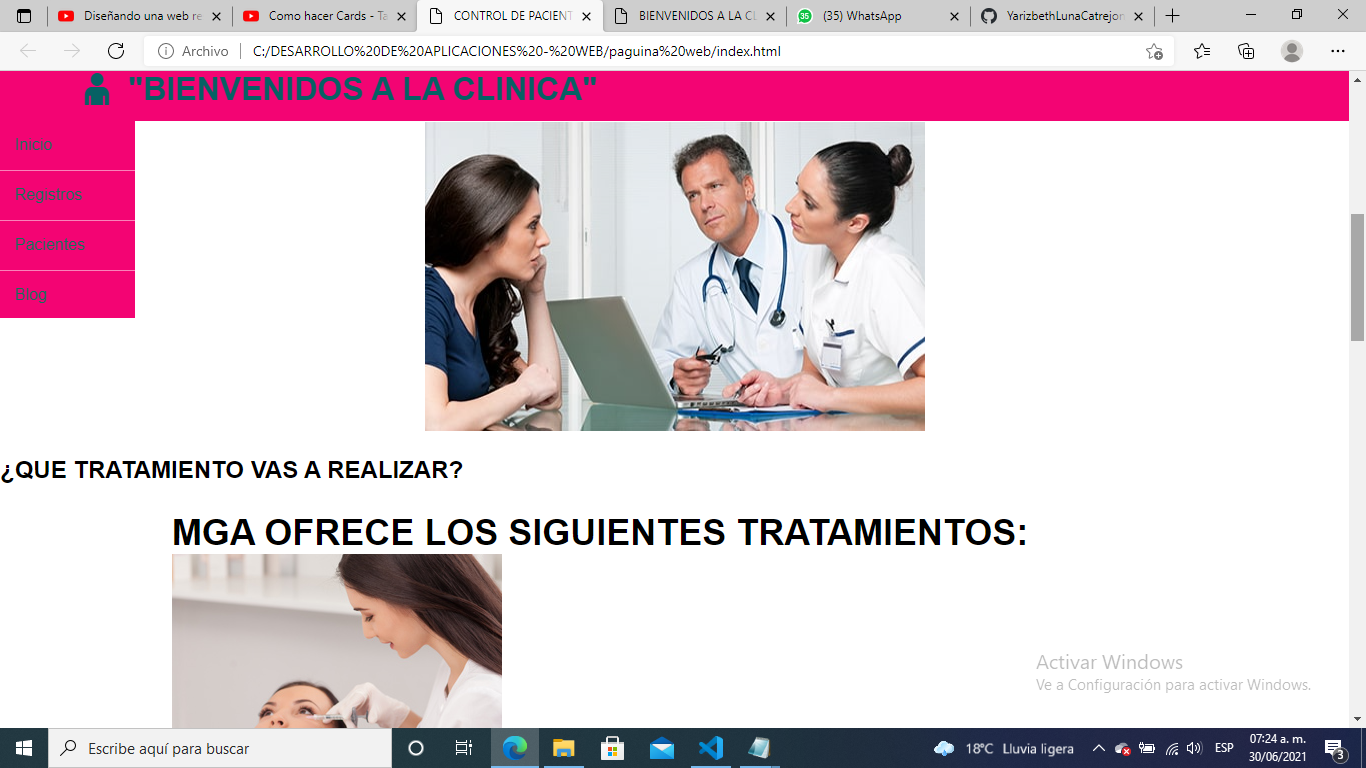 Diseñando una web re
Como hacer Cards - Ta
CONTROL DE PACIENT
BIENVENIDOS A LA CL
35
(35) WhatsApp
YarizbethLunaCatrejon
Archivo
C:/DESARROLLO%20DE%20APLICACIONES%20-%20WEB/paguina%20web/index.html
"BIENVENIDOS A LA CLINICA"
Inicio
Registros
Pacientes
Blog
¿QUE TRATAMIENTO VAS A REALIZAR?
MGA OFRECE LOS SIGUIENTES TRATAMIENTOS:
Activar Windows
Ve a Configuración para activar Windows.
Escribe aquí para buscar
18°C Lluvia ligera
ESP
07:24 a. m.
30/06/2021
3